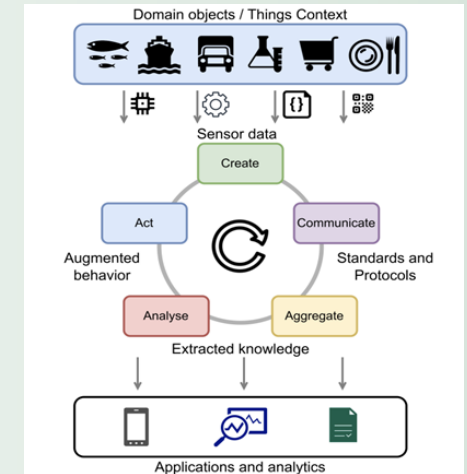 Domain objects / Things Context
{}
Sensor data
Create
Act
Communicate
Augmented
behavior
Standards and
Protocols
Analyse
Aggregate
Extracted knowledge
Applications and analytics